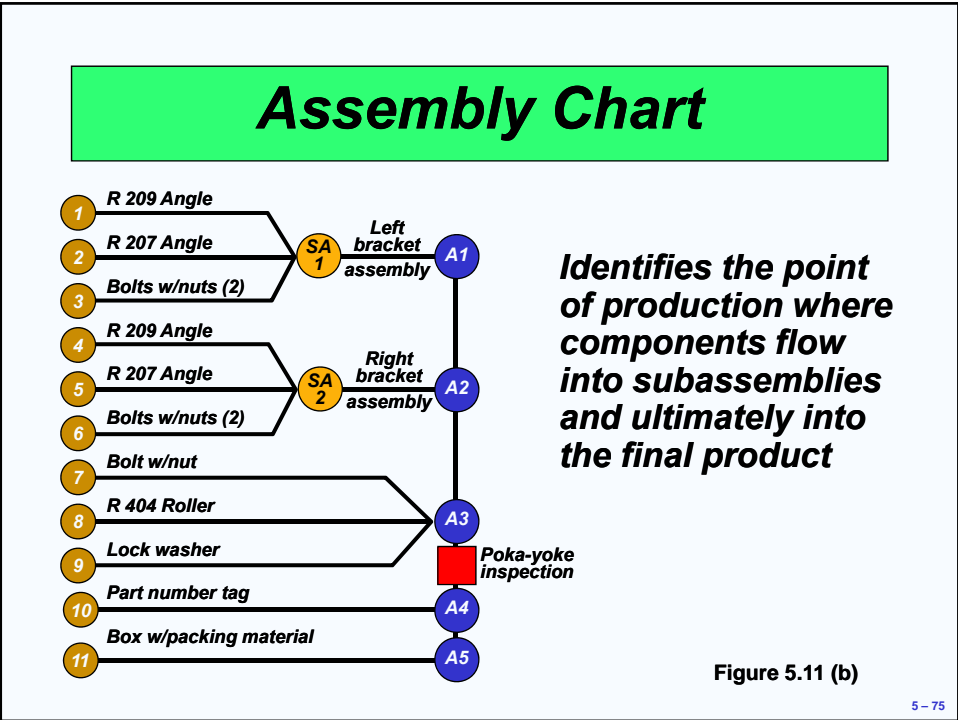 Assembly Chart
1
R 209 Angle
2
R 207 Angle
3
Bolts w/nuts (2)
SA
1
Left
bracket
assembly
A1
4
R 209 Angle
5
R 207 Angle
6
Bolts w/nuts (2)
SA
2
Right
bracket
assembly
A2
7
Bolt w/nut
8
R 404 Roller
9
Lock washer
A3
Poka-yoke
inspection
10
Part number tag
A4
11
Box w/packing material
A5
Identifies the point
of production where
components flow
into subassemblies
and ultimately into
the final product
Figure 5.11 (b)
5 – 75